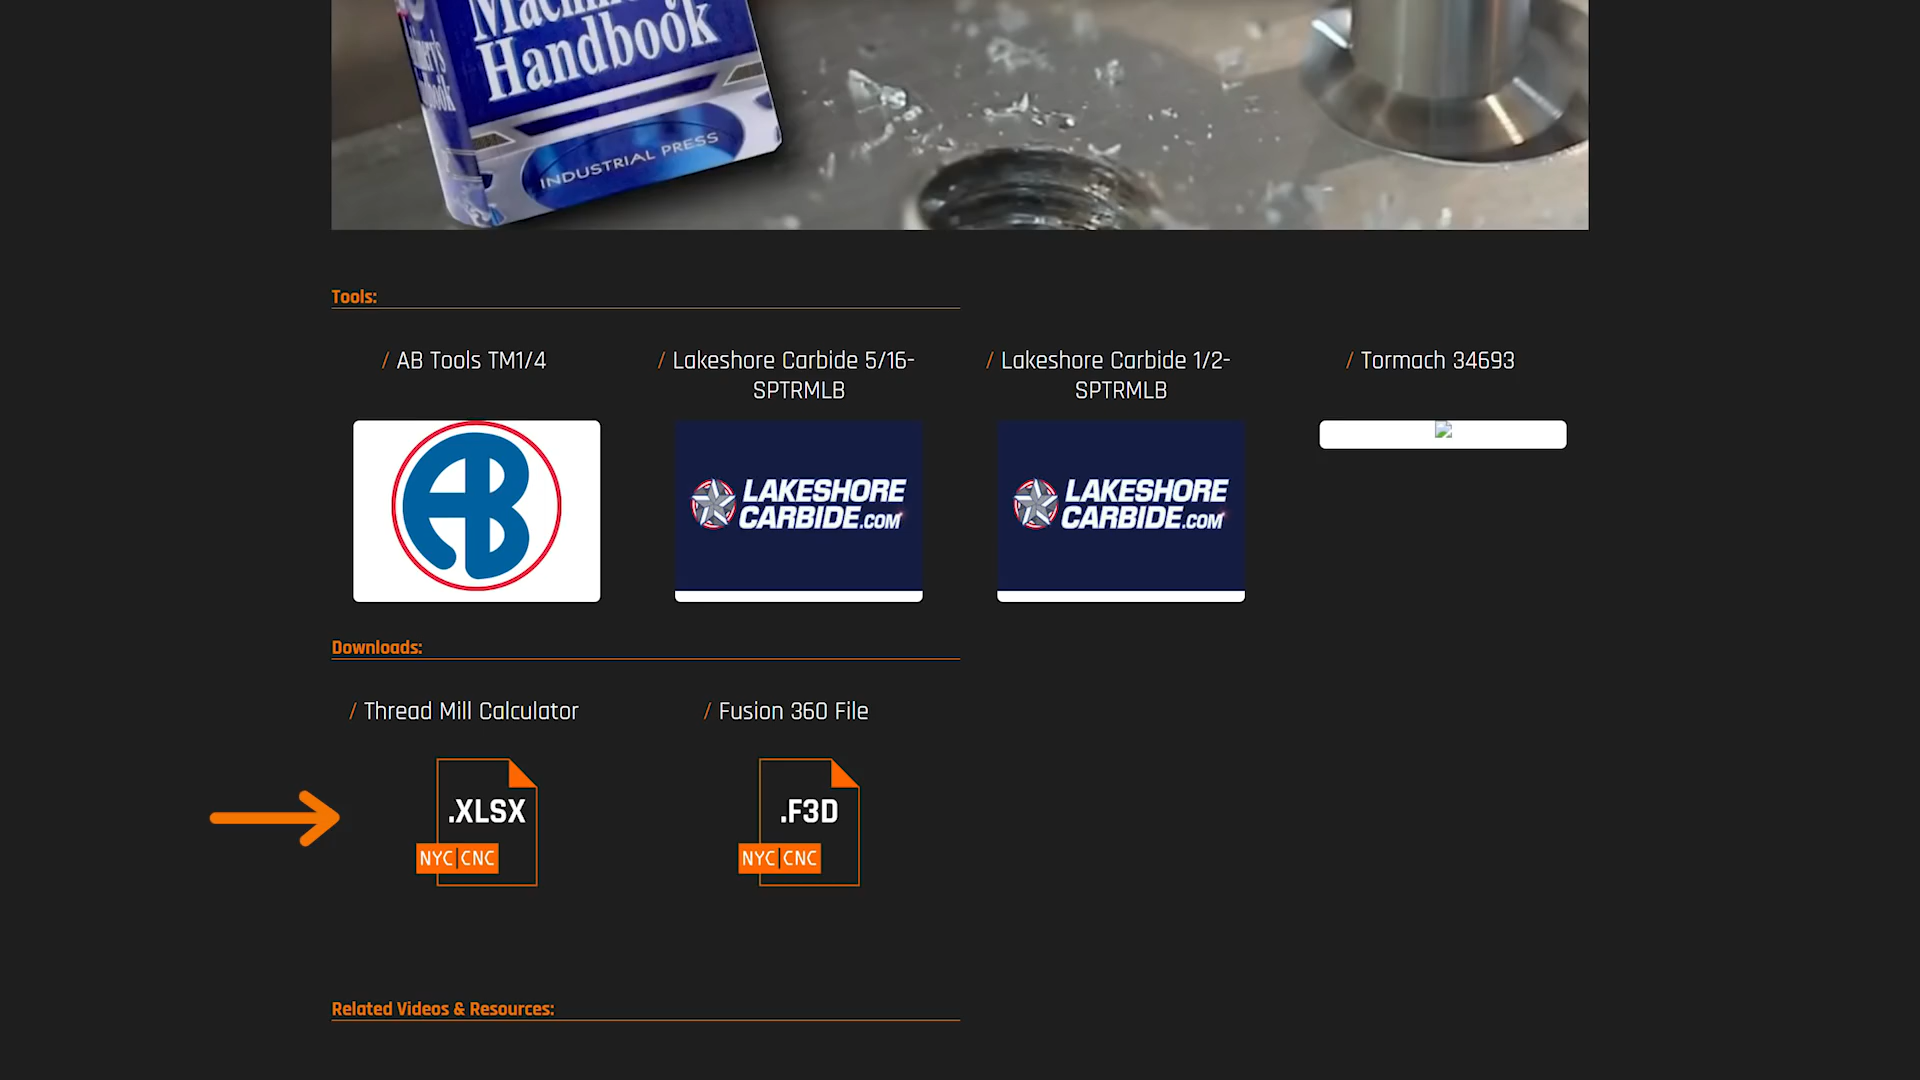 Handbook
INDUSTRIAL PRESS
Tools:
/ AB Tools TM1/4
/ Lakeshore Carbide 5/16-
SPTRMLB
/ Lakeshore Carbide 1/2-
SPTRMLB
/ Tormach 34693
AB
LAKESHORE
CARBIDE.COM
LAKESHORE
CARBIDE.COM
Downloads:
/ Thread Mill Calculator
/ Fusion 360 File
.XLSX
NYC|CNC
.F3D
NYC|CNC
Related Videos & Resources: